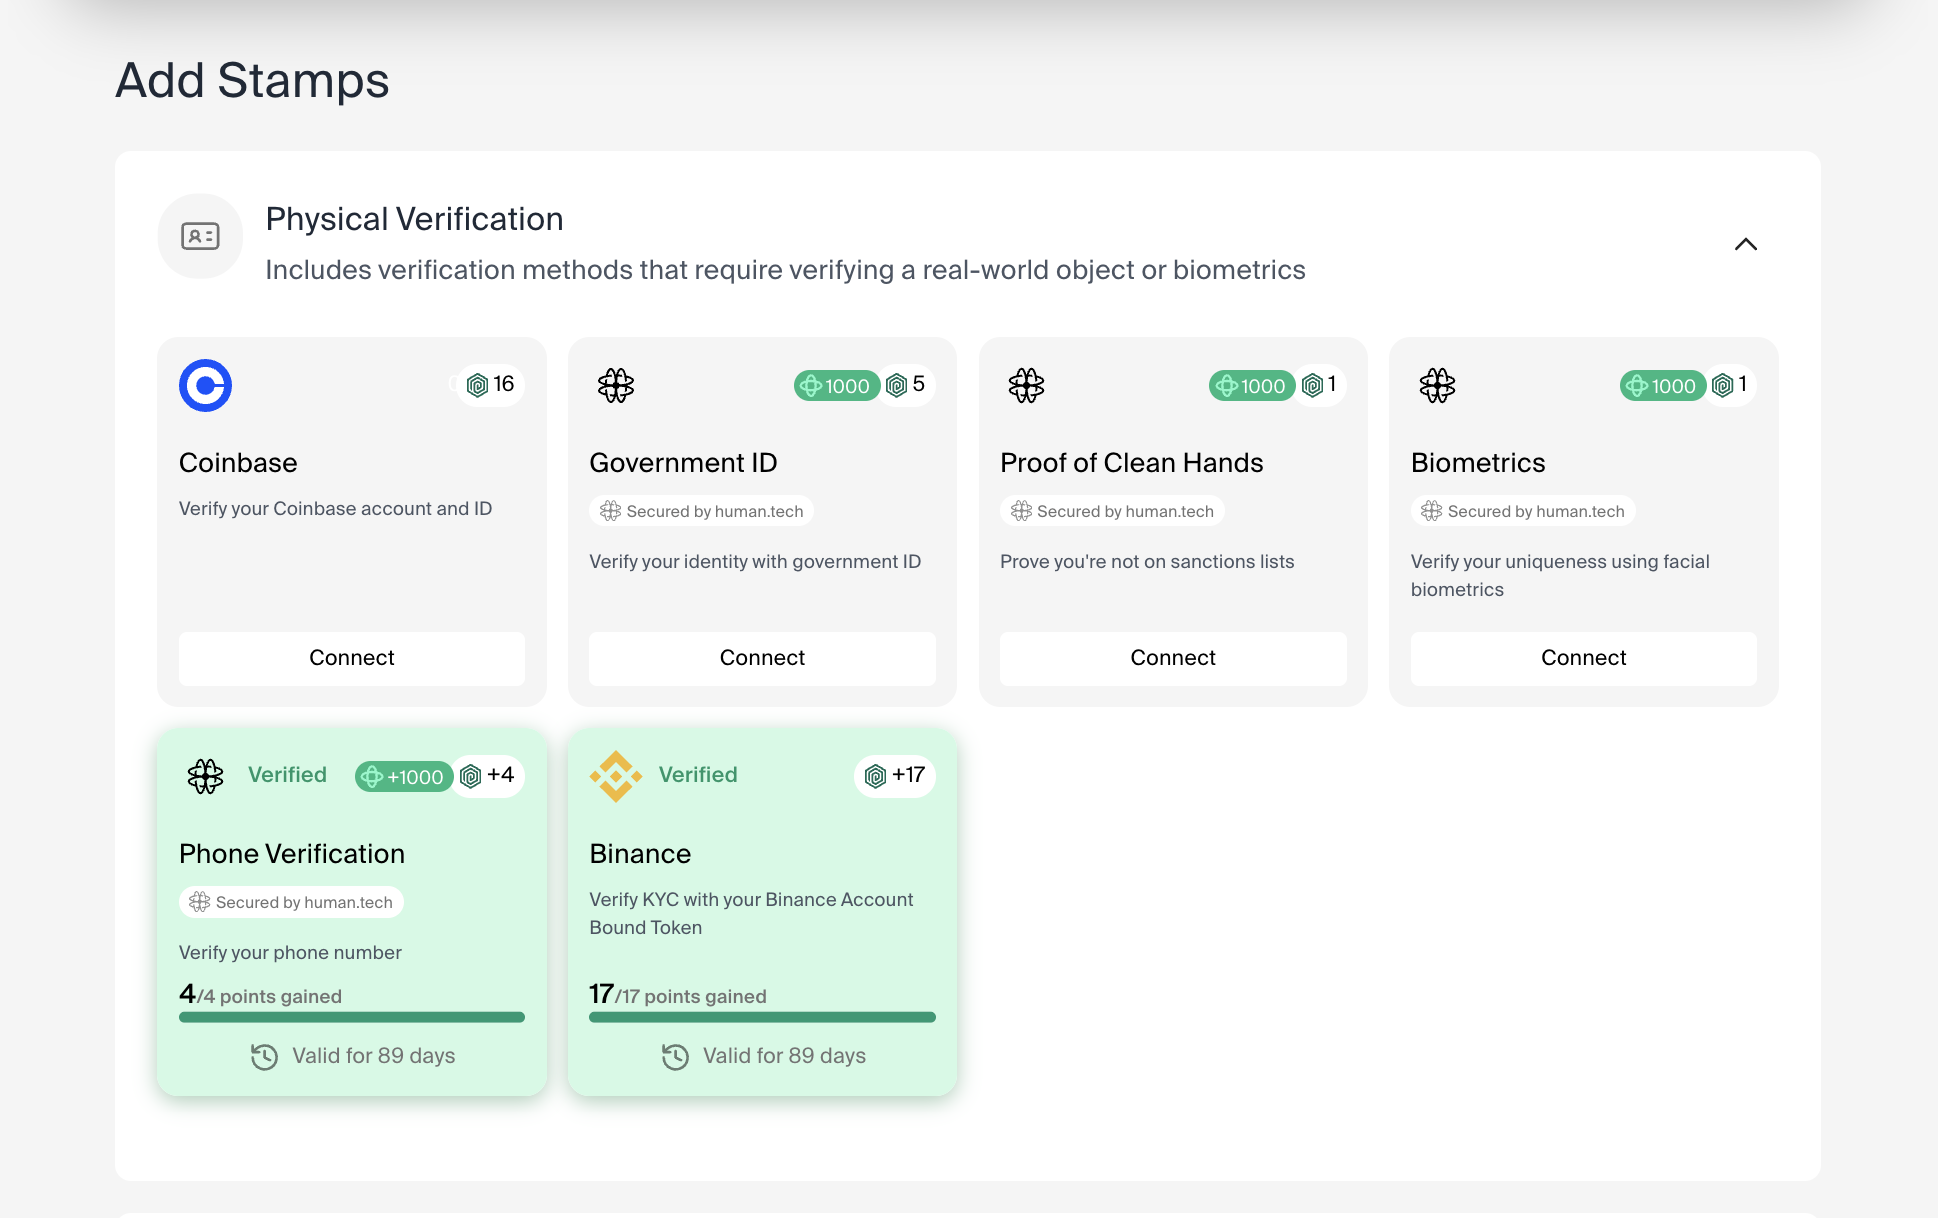 Add Stamps
Physical Verification
Includes verification methods that require verifying a real-world object or biometrics
16
Coinbase
Verify your Coinbase account and ID
Connect
1000 5
Government ID
Secured by human.tech
Verify your identity with government ID
Connect
1000 1
Proof of Clean Hands
Secured by human.tech
Prove you're not on sanctions lists
Connect
1000 1
Biometrics
Secured by human.tech
Verify your uniqueness using facial
biometrics
Connect
Verified +1000 +4
Phone Verification
Secured by human.tech
Verify your phone number
4/4 points gained
Valid for 89 days
Verified +17
Binance
Verify KYC with your Binance Account
Bound Token
17/17 points gained
Valid for 89 days